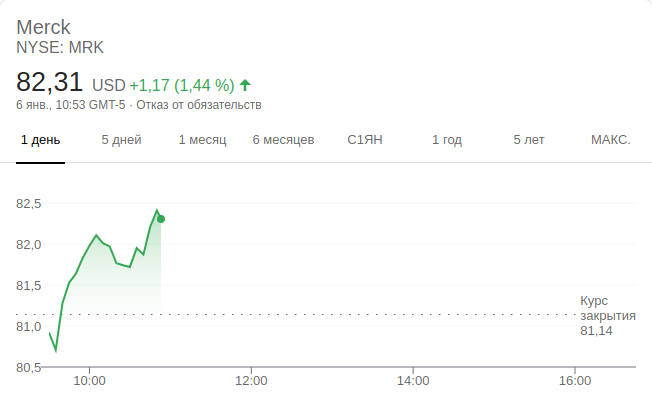 Merck
NYSE: MRK
82,31 USD +1,17 (1,44 %)
6 янв., 10:53 GMT-5 · Отказ от обязательств
1 день 5 дней 1 месяц 6 месяцев С1ЯН 1 год 5 лет МАКС.
82,5
82,0
81,5
81,0
80,5
Курс
закрытия
81,14
10:00 12:00 14:00 16:00